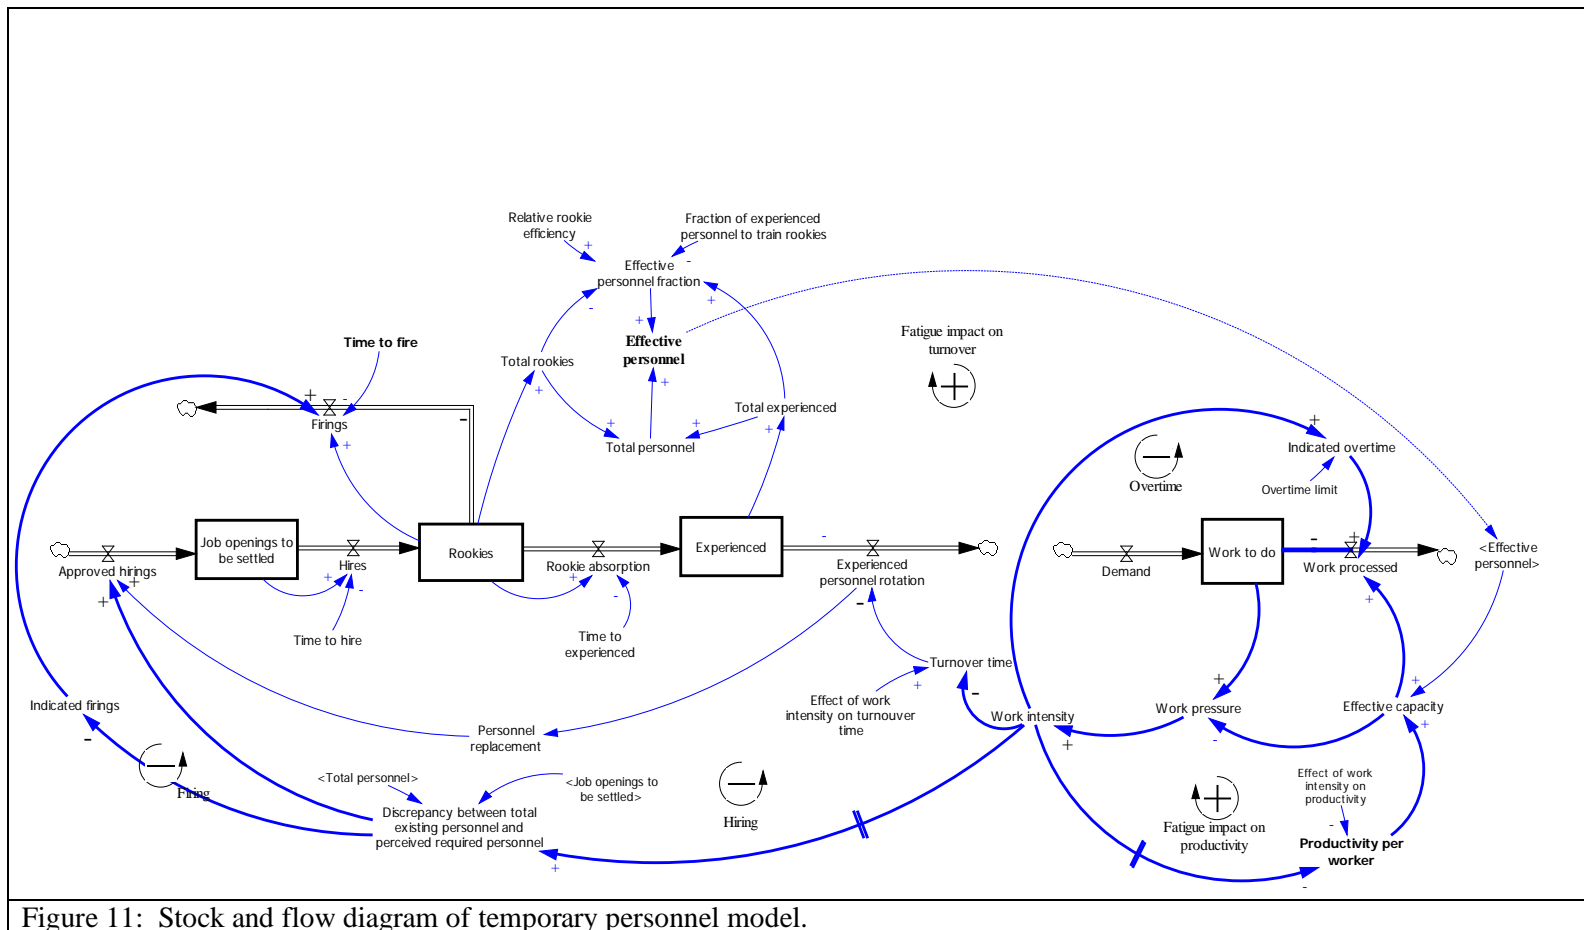 Relative rookie
efficiency
Fraction of experienced
personnel to train rookies
+
-
Effective
personnel fraction
-
+
+
Effective
personnel
Fatigue impact on
turnover
+
Time to fire
Total rookies
+
+
-
+
-
Firings
+
Total experienced
+
+
+
Total personnel
+
Indicated overtime
Overtime
Overtime limit
Job openings to
be settled
Rookies
Experienced
-
Work to do
-
+
<Effective
personnel>
Approved hirings
+
Hires
+
-
Rookie absorption
+
-
Experienced
personnel rotation
-
Demand
Work processed
+
+
Time to hire
Time to
experienced
Turnover time
+
-
Effect of work
intensity on turnouver
time
Indicated firings
-
Personnel
replacement
Work intensity
+
Work pressure
+
-
Effective capacity
+
+
Firing
<Total personnel>
<Job openings to
be settled>
Hiring
Discrepancy between total
existing personnel and
perceived required personnel
+
Fatigue impact on
productivity
Effect of work
intensity on
productivity
-
Productivity per
worker
-
Figure 11: Stock and flow diagram of temporary personnel model.